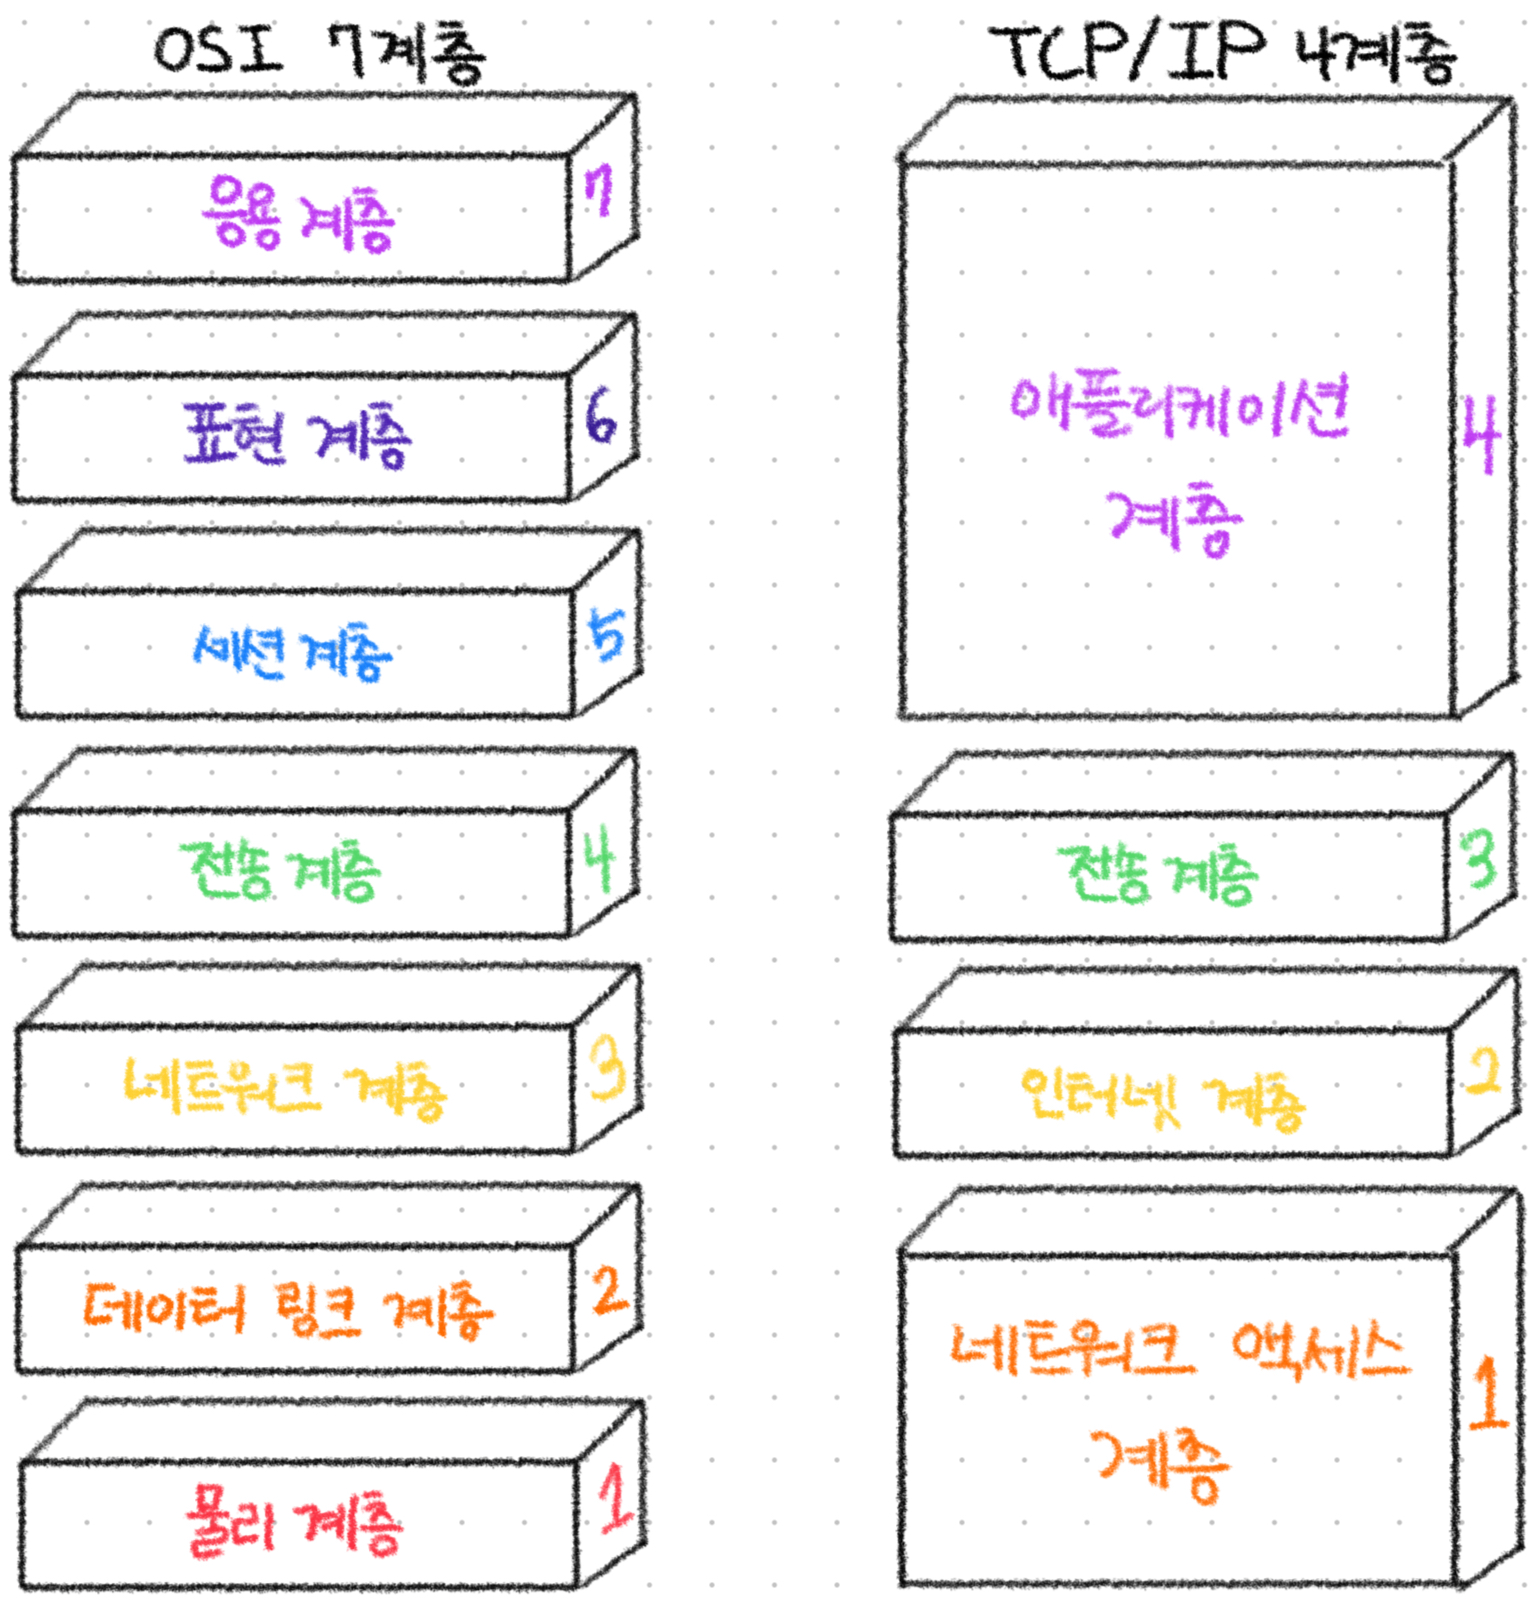 OSI 7계층
응용 계층 7
표현 계층 6
세션 계층 5
전송 계층 4
네트워크 계층 3
데이터 링크 계층 2
물리 계층 1
TCP/IP 4계층
애플리케이션
계층
4
전송 계층 3
인터넷 계층 2
네트워크 액세스
계층
1